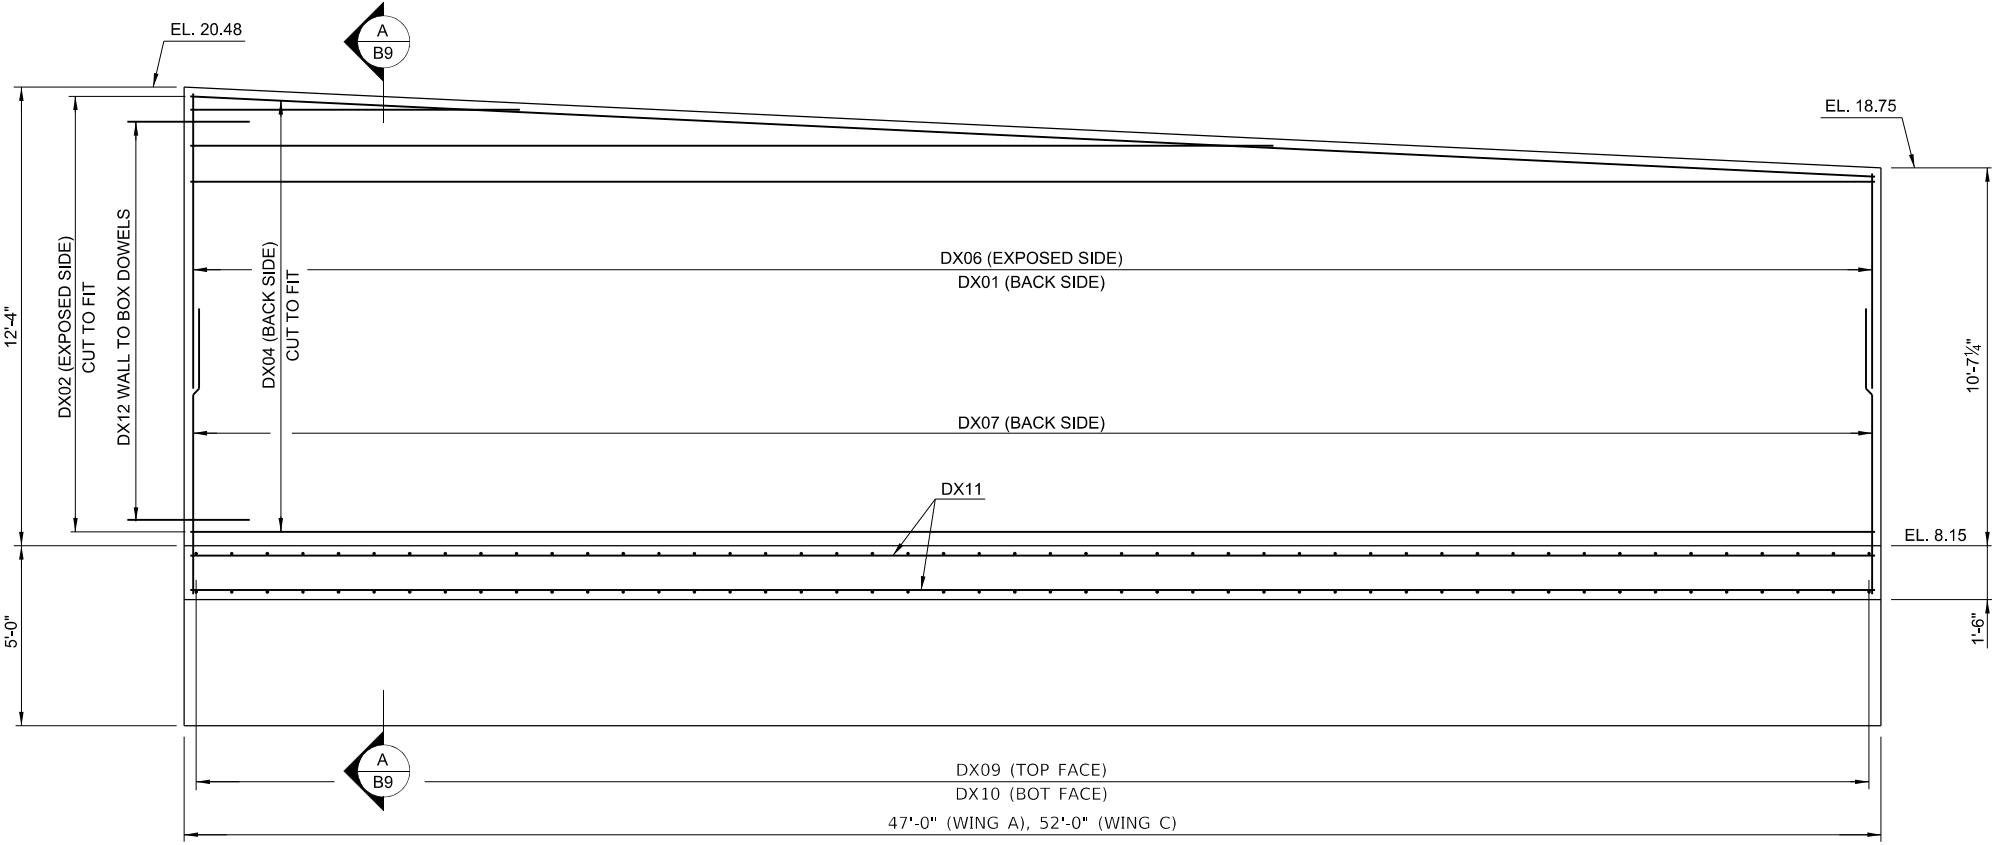 EL. 20.48
A
B9
EL. 18.75
12'-4"
DX02 (EXPOSED SIDE)
CUT TO FIT
DX12 WALL TO BOX DOWELS
DX04 (BACK SIDE)
CUT TO FIT
DX06 (EXPOSED SIDE)
DX01 (BACK SIDE)
10'-7¼"
DX07 (BACK SIDE)
DX11
EL. 8.15
5'-0"
1'-6"
A
B9
DX09 (TOP FACE)
DX10 (BOT FACE)
47'-0" (WING A), 52'-0" (WING C)